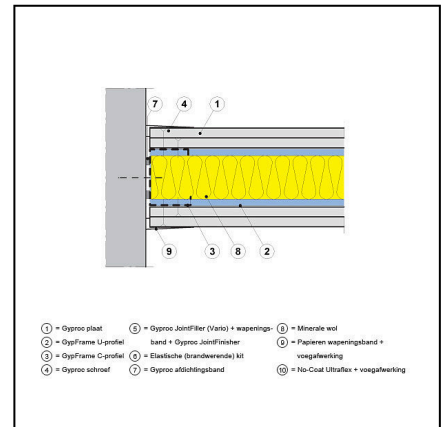 7 4 1
9 3 8 2
1 = Gyproc plaat
2 = GypFrame U-profiel
3 = GypFrame C-profiel
4 = Gyproc schroef
5 = Gyproc JointFiller (Vario) + wapenings-
band + Gyproc JointFinisher
6 = Elastische (brandwerende) kit
7 = Gyproc afdichtingsband
8 = Minerale wol
9 = Papieren wapeningsband +
voegafwerking
10 = No-Coat Ultraflex + voegafwerking